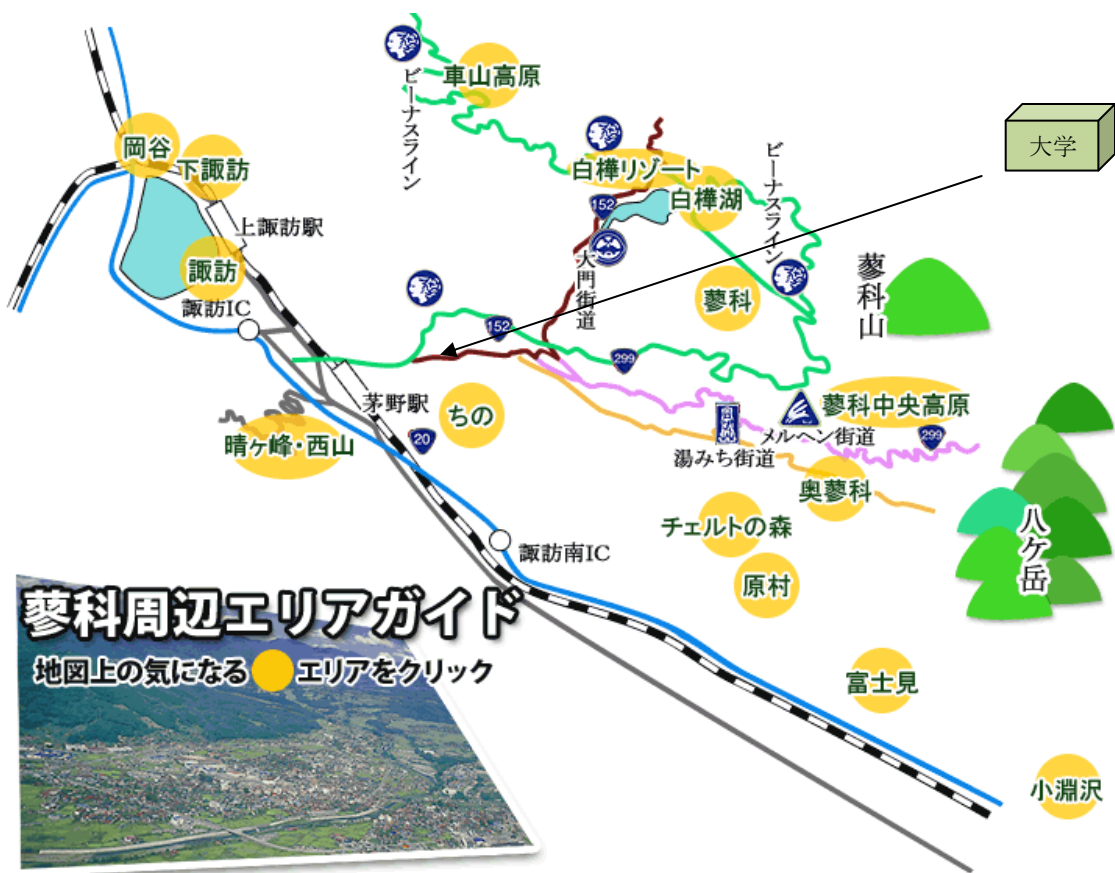 車山高原
ビーナスライン
岡谷
下諏訪
上諏訪駅
諏訪
諏訪IC
白樺リゾート
白樺湖
152
大門街道
ビーナスライン
大学
蓼科
蓼科山
152
299
茅野駅
ちの
20
晴ヶ峰・西山
蓼科中央高原
メルヘン街道
299
湯みち街道
奥蓼科
チェルトの森
原村
八ケ岳
諏訪南IC
富士見
小淵沢
蓼科周辺エリアガイド
地図上の気になる エリアをクリック